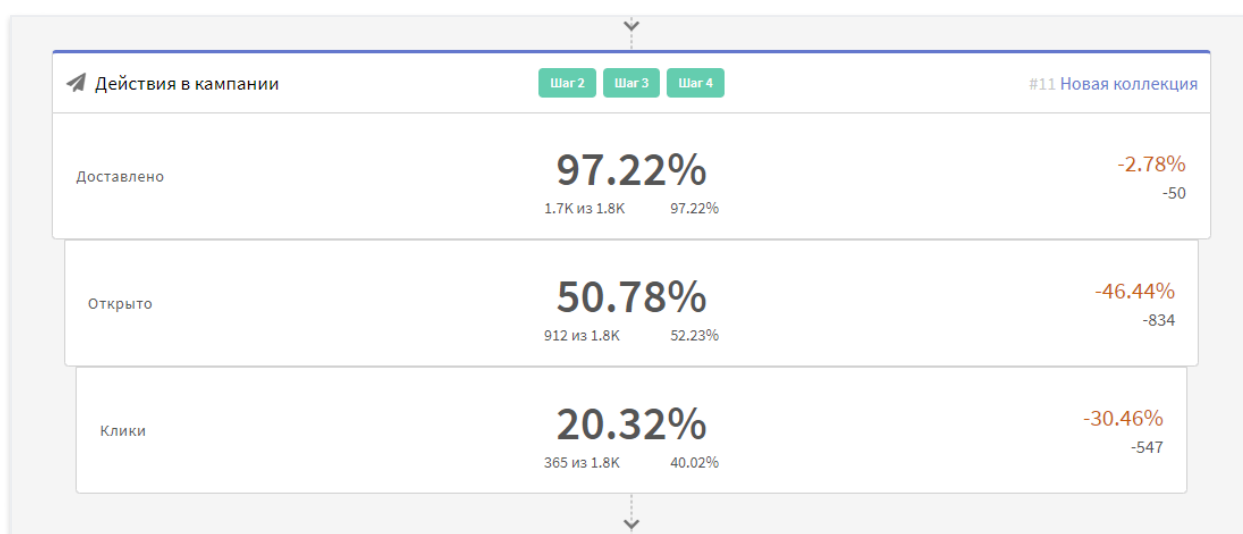 Действия в кампании Шаг 2 Шаг 3 Шаг 4 #11 Новая коллекция
Доставлено 97.22% -2.78%
1.7K из 1.8K 97.22% -50
Открыто 50.78% -46.44%
912 из 1.8K 52.23% -834
Клики 20.32% -30.46%
365 из 1.8K 40.02% -547